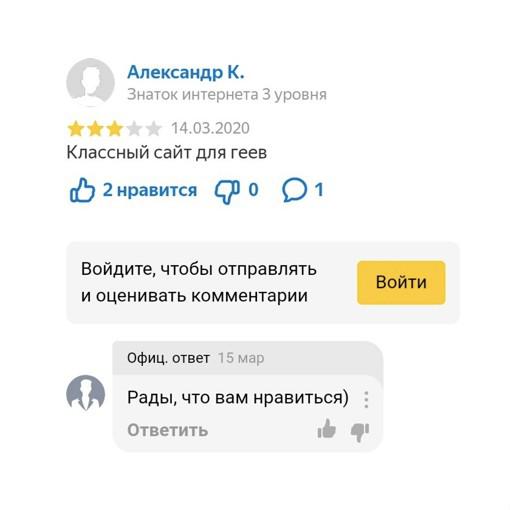 Александр К.
Знаток интернета 3 уровня
14.03.2020
Классный сайт для геев
2 нравится 0 1
Войдите, чтобы отправлять
и оценивать комментарии
Войти
Офиц. ответ 15 мар
Рады, что вам нравиться)
Ответить